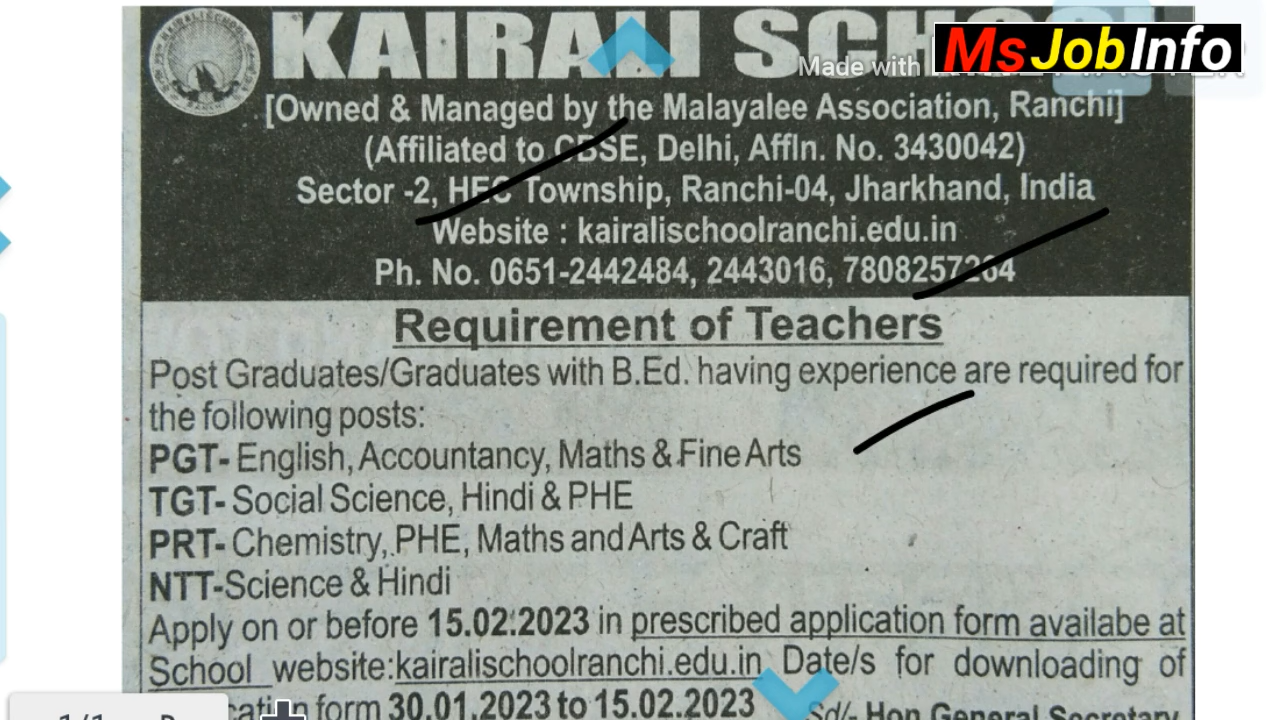 KAIRALI SCH
MsJobInfo
Made with
[Owned & Managed by the Malayalee Association, Ranchi]
(Affiliated to CBSE, Delhi, Affln. No. 3430042)
Sector -2, HEC Township, Ranchi-04, Jharkhand, India
Website : kairalischoolranchi.edu.in
Ph. No. 0651-2442484, 2443016, 7808257264
Requirement of Teachers
Post Graduates/Graduates with B.Ed. having experience are required for
the following posts:
PGT- English, Accountancy, Maths & Fine Arts
TGT- Social Science, Hindi & PHE
PRT- Chemistry, PHE, Maths and Arts & Craft
NTT-Science & Hindi
Apply on or before 15.02.2023 in prescribed application form availabe at
School website:kairalischoolranchi.edu.in Date/s for downloading of
form 30.01.2023 to 15.02.2023 Sd/- Hon General Secretary
1/1